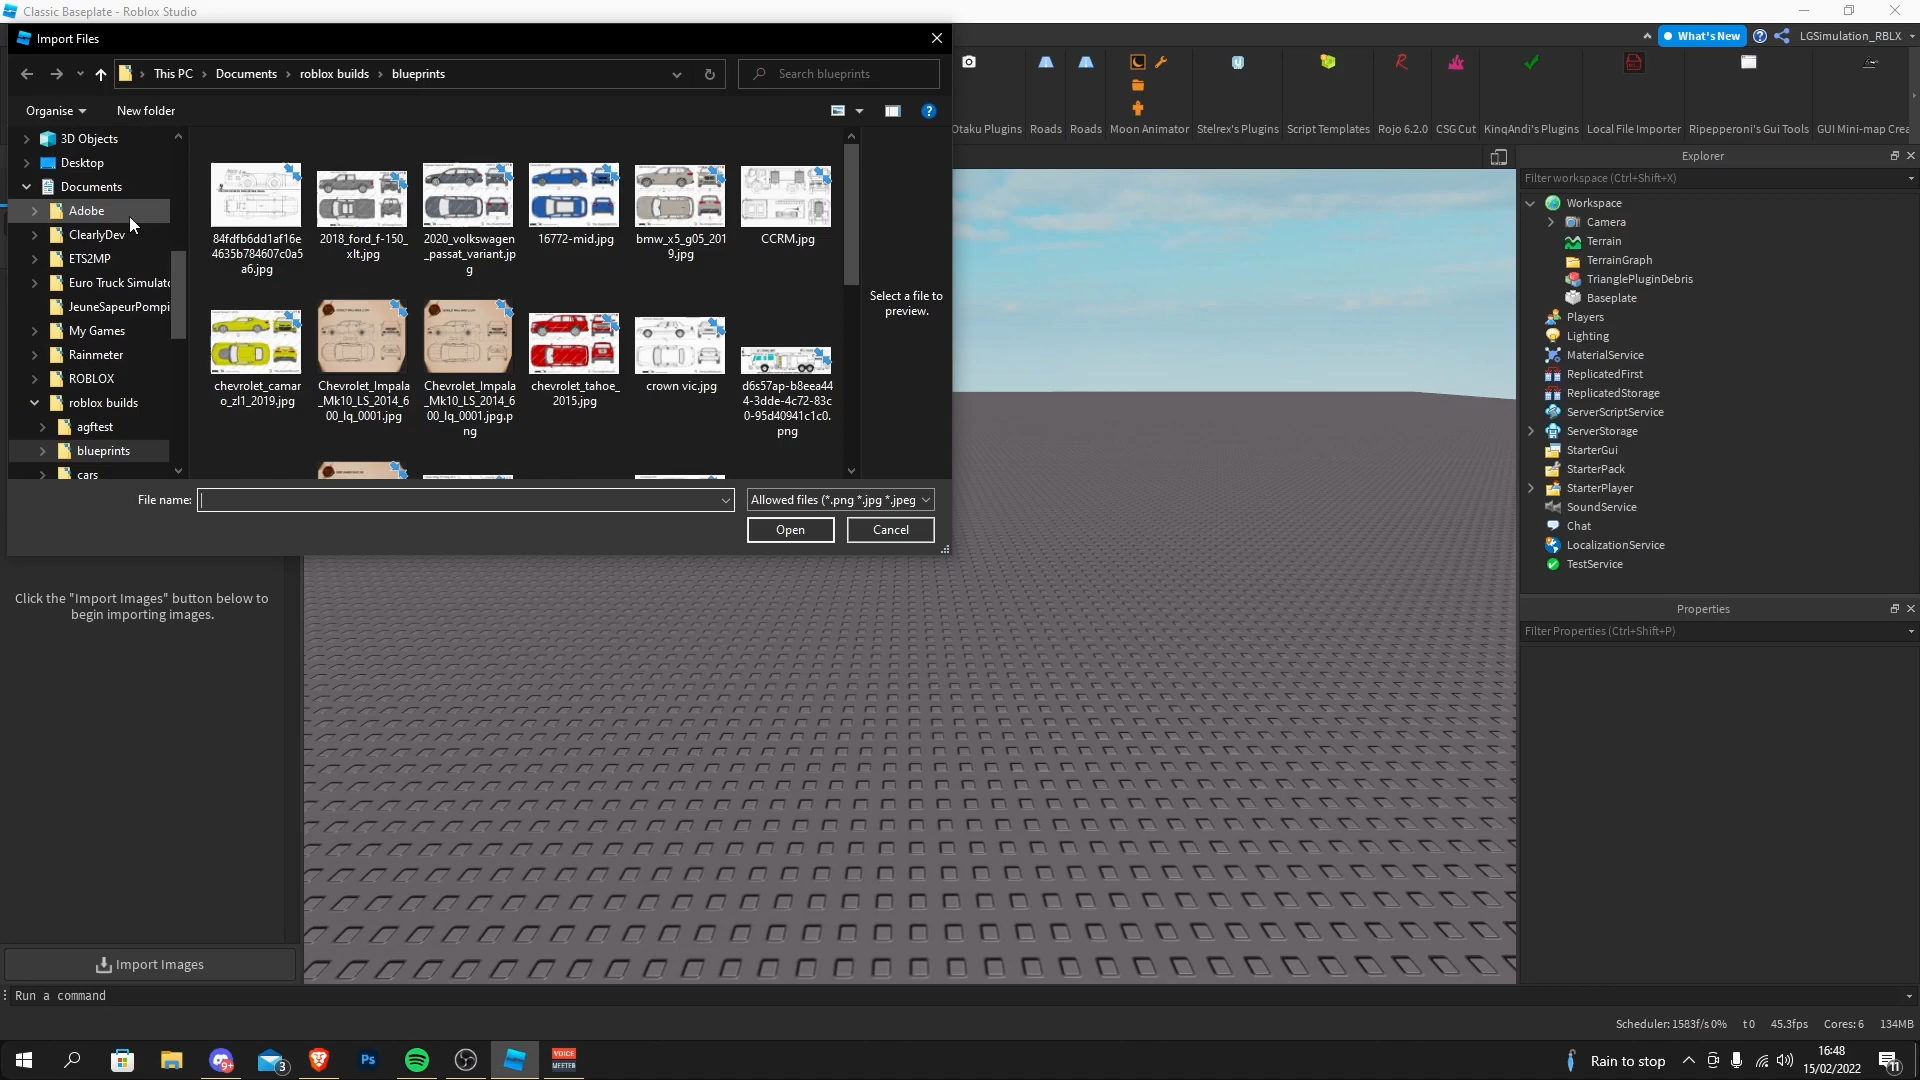 Classic Baseplate - Roblox Studio
Import Files
What's New
LGSimulation_RBLX
This PC
Documents
roblox builds
blueprints
Search blueprints
Organise
New folder
Otaku Plugins
Roads
Roads
Moon Animator
Stelrex's Plugins
Script Templates
Rojo 6.2.0
CSG Cut
KinqAndi's Plugins
Local File Importer
Ripepperoni's Gui Tools
GUI Mini-map Crea
3D Objects
Desktop
Documents
Adobe
ClearlyDev
ETS2MP
Euro Truck Simulato
JeuneSapeurPompi
My Games
Rainmeter
ROBLOX
roblox builds
agftest
blueprints
cars
84fdfb6dd1af16e
4635b784607c0a5
a6.jpg
2018_ford_f-150_
xlt.jpg
2020_volkswagen
_passat_variant.jp
g
16772-mid.jpg
bmw_x5_g05_201
9.jpg
CCRM.jpg
chevrolet_camar
o_zl1_2019.jpg
Chevrolet_Impala
_Mk10_LS_2014_6
00_lq_0001.jpg
Chevrolet_Impala
_Mk10_LS_2014_6
00_lq_0001.jpg.p
ng
chevrolet_tahoe_
2015.jpg
crown vic.jpg
d6s57ap-b8eea44
4-3dde-4c72-83c
0-95d40941c1c0.
png
Select a file to
preview.
File name:
Allowed files (*.png *.jpg *.jpeg
Open
Cancel
Click the "Import Images" button below to
begin importing images.
Import Images
Run a command
Explorer
Filter workspace (Ctrl+Shift+X)
Workspace
Camera
Terrain
TerrainGraph
TrianglePluginDebris
Baseplate
Players
Lighting
MaterialService
ReplicatedFirst
ReplicatedStorage
ServerScriptService
ServerStorage
StarterGui
StarterPack
StarterPlayer
SoundService
Chat
LocalizationService
TestService
Properties
Filter Properties (Ctrl+Shift+P)
Scheduler: 1583f/s 0%
t0
45.3fps
Cores: 6
134MB
9+
3
Ps
VOICE
MEETER
Rain to stop
16:48
15/02/2022
11